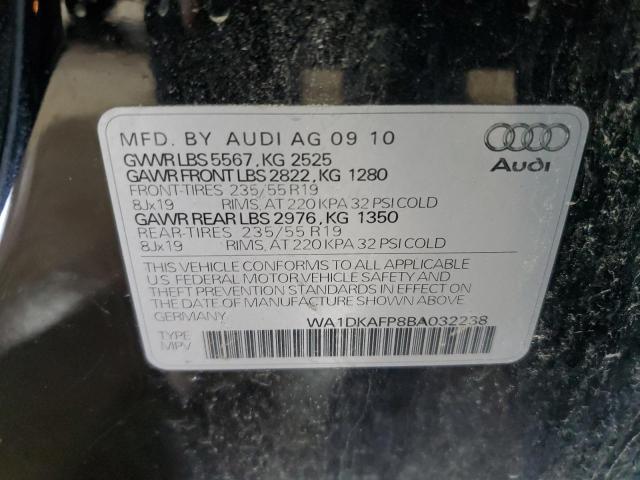 MFD. BY AUDI AG 09 10
GVWR LBS 5567, KG 2525
GAWR FRONT LBS 2822, KG 1280
FRONT-TIRES 235/55 R19
8Jx19 RIMS, AT 220 KPA 32 PSI COLD
GAWR REAR LBS 2976, KG 1350
REAR-TIRES 235/55 R19
8Jx19 RIMS, AT 220 KPA 32 PSI COLD
Audi
THIS VEHICLE CONFORMS TO ALL APPLICABLE
U.S. FEDERAL MOTOR VEHICLE SAFETY AND
THEFT PREVENTION STANDARDS IN EFFECT ON
THE DATE OF MANUFACTURE SHOWN ABOVE
GERMANY WA1DKAFP8BA032238
TYPE
MPV